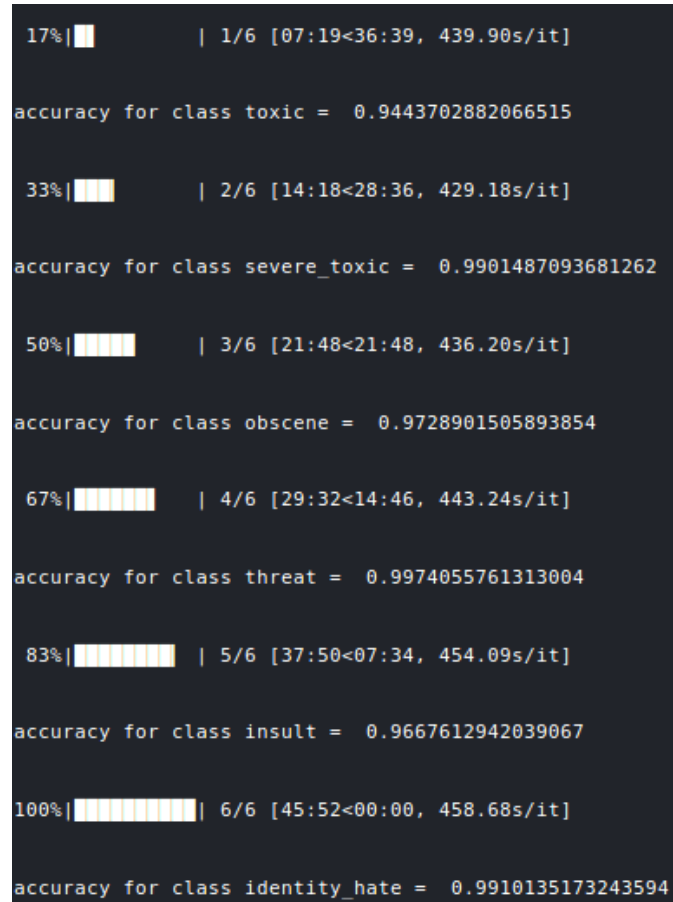 17%|█▋ | 1/6 [07:19<36:39, 439.90s/it]
accuracy for class toxic = 0.9443702882066515
33%|███▎ | 2/6 [14:18<28:36, 429.18s/it]
accuracy for class severe_toxic = 0.9901487093681262
50%|█████ | 3/6 [21:48<21:48, 436.20s/it]
accuracy for class obscene = 0.9728901505893854
67%|██████▋ | 4/6 [29:32<14:46, 443.24s/it]
accuracy for class threat = 0.9974055761313004
83%|████████▎ | 5/6 [37:50<07:34, 454.09s/it]
accuracy for class insult = 0.9667612942039067
100%|██████████| 6/6 [45:52<00:00, 458.68s/it]
accuracy for class identity_hate = 0.9910135173243594